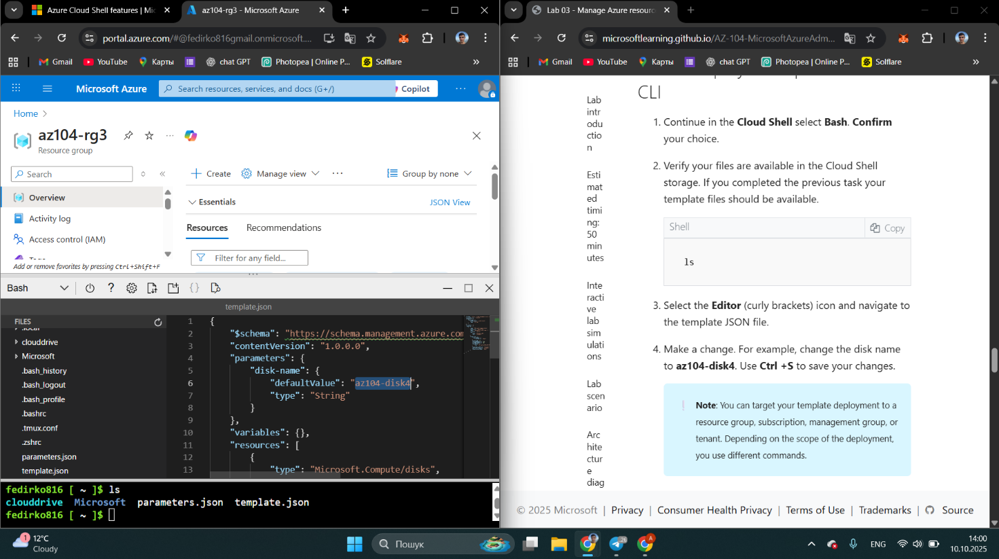 Azure Cloud Shell features | Mic
az104-rg3 - Microsoft Azure
portal.azure.com/#@fedirko816gmail.onmicrosoft....
Gmail
YouTube
Карты
chat GPT
Photopea | Online P...
Solflare
Microsoft Azure
Search resources, services, and docs (G+/)
Copilot
Home
az104-rg3
Resource group
Search
Overview
Activity log
Access control (IAM)
Add or remove favorites by pressing Ctrl+Shift+F
Create
Manage view
Group by none
Essentials
JSON View
Resources
Recommendations
Filter for any field...
Bash
template.json
FILES
.local
clouddrive
Microsoft
.bash_history
.bash_logout
.bash_profile
.bashrc
.tmux.conf
.zshrc
parameters.json
template.json
1 {
2 "$schema": "https://schema.management.azure.com
3 "contentVersion": "1.0.0.0",
4 "parameters": {
5 "disk-name": {
6 "defaultValue": "az104-disk4",
7 "type": "String"
8 }
9 },
10 "variables": {},
11 "resources": [
12 {
13 "type": "Microsoft.Compute/disks",
fedirko816 [ ~ ]$ ls
clouddrive Microsoft parameters.json template.json
fedirko816 [ ~ ]$
Lab 03 - Manage Azure resourc
microsoftlearning.github.io/AZ-104-MicrosoftAzureAdm...
Gmail
YouTube
Карты
chat GPT
Photopea | Online P...
Solflare
Lab
intr
odu
ctio
n
Esti
mat
ed
timi
ng:
50
min
utes
Inte
racti
ve
lab
sim
ulati
ons
Lab
scen
ario
Arc
hite
ctur
e
diag
CLI
1. Continue in the Cloud Shell select Bash. Confirm
your choice.
2. Verify your files are available in the Cloud Shell
storage. If you completed the previous task your
template files should be available.
Shell
Copy
ls
3. Select the Editor (curly brackets) icon and navigate to
the template JSON file.
4. Make a change. For example, change the disk name
to az104-disk4. Use Ctrl +S to save your changes.
Note: You can target your template deployment to a
resource group, subscription, management group, or
tenant. Depending on the scope of the deployment,
you use different commands.
© 2025 Microsoft | Privacy | Consumer Health Privacy | Terms of Use | Trademarks | Source
1
12°C
Cloudy
Пошук
26
A
ENG
14:00
10.10.2025